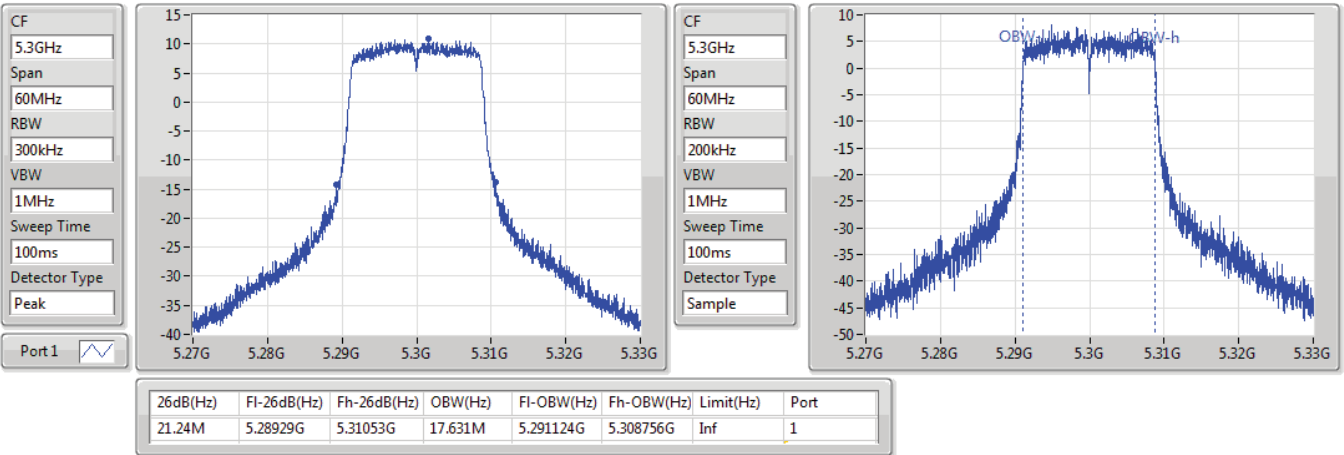 CF
5.3GHz
Span
60MHz
RBW
300kHz
VBW
1MHz
Sweep Time
100ms
Detector Type
Peak
Port 1
15
10
5
0
-5
-10
-15
-20
-25
-30
-35
-40
5.27G 5.28G 5.29G 5.3G 5.31G 5.32G 5.33G
CF
5.3GHz
Span
60MHz
RBW
200kHz
VBW
1MHz
Sweep Time
100ms
Detector Type
Sample
10
5
0
-5
-10
-15
-20
-25
-30
-35
-40
-45
-50
OBW-l OBW-h
5.27G 5.28G 5.29G 5.3G 5.31G 5.32G 5.33G
26dB(Hz) Fl-26dB(Hz) Fh-26dB(Hz) OBW(Hz) Fl-OBW(Hz) Fh-OBW(Hz) Limit(Hz) Port
21.24M 5.28929G 5.31053G 17.631M 5.291124G 5.308756G Inf 1